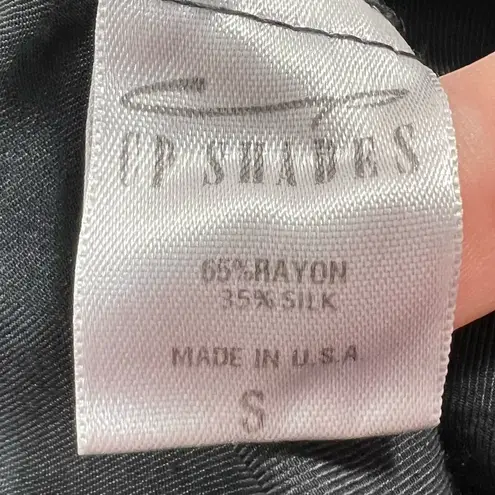 CP SHADES
65%RAYON
35% SILK
MADE IN U.S.A
S